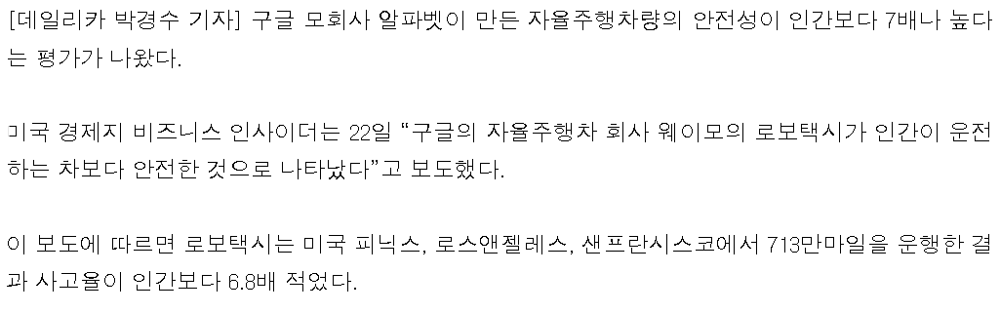 [데일리카 박경수 기자] 구글 모회사 알파벳이 만든 자율주행차량의 안전성이 인간보다 7배나 높다
는 평가가 나왔다.
미국 경제지 비즈니스 인사이더는 22일 “구글의 자율주행차 회사 웨이모의 로보택시가 인간이 운전
하는 차보다 안전한 것으로 나타났다”고 보도했다.
이 보도에 따르면 로보택시는 미국 피닉스, 로스앤젤레스, 샌프란시스코에서 713만마일을 운행한 결
과 사고율이 인간보다 6.8배 적었다.